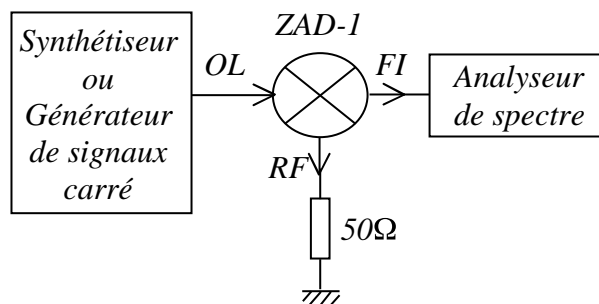 ZAD-1
Synthétiseur
ou
Générateur
de signaux
carré
OL
FI
Analyseur
de spectre
RF
50Ω